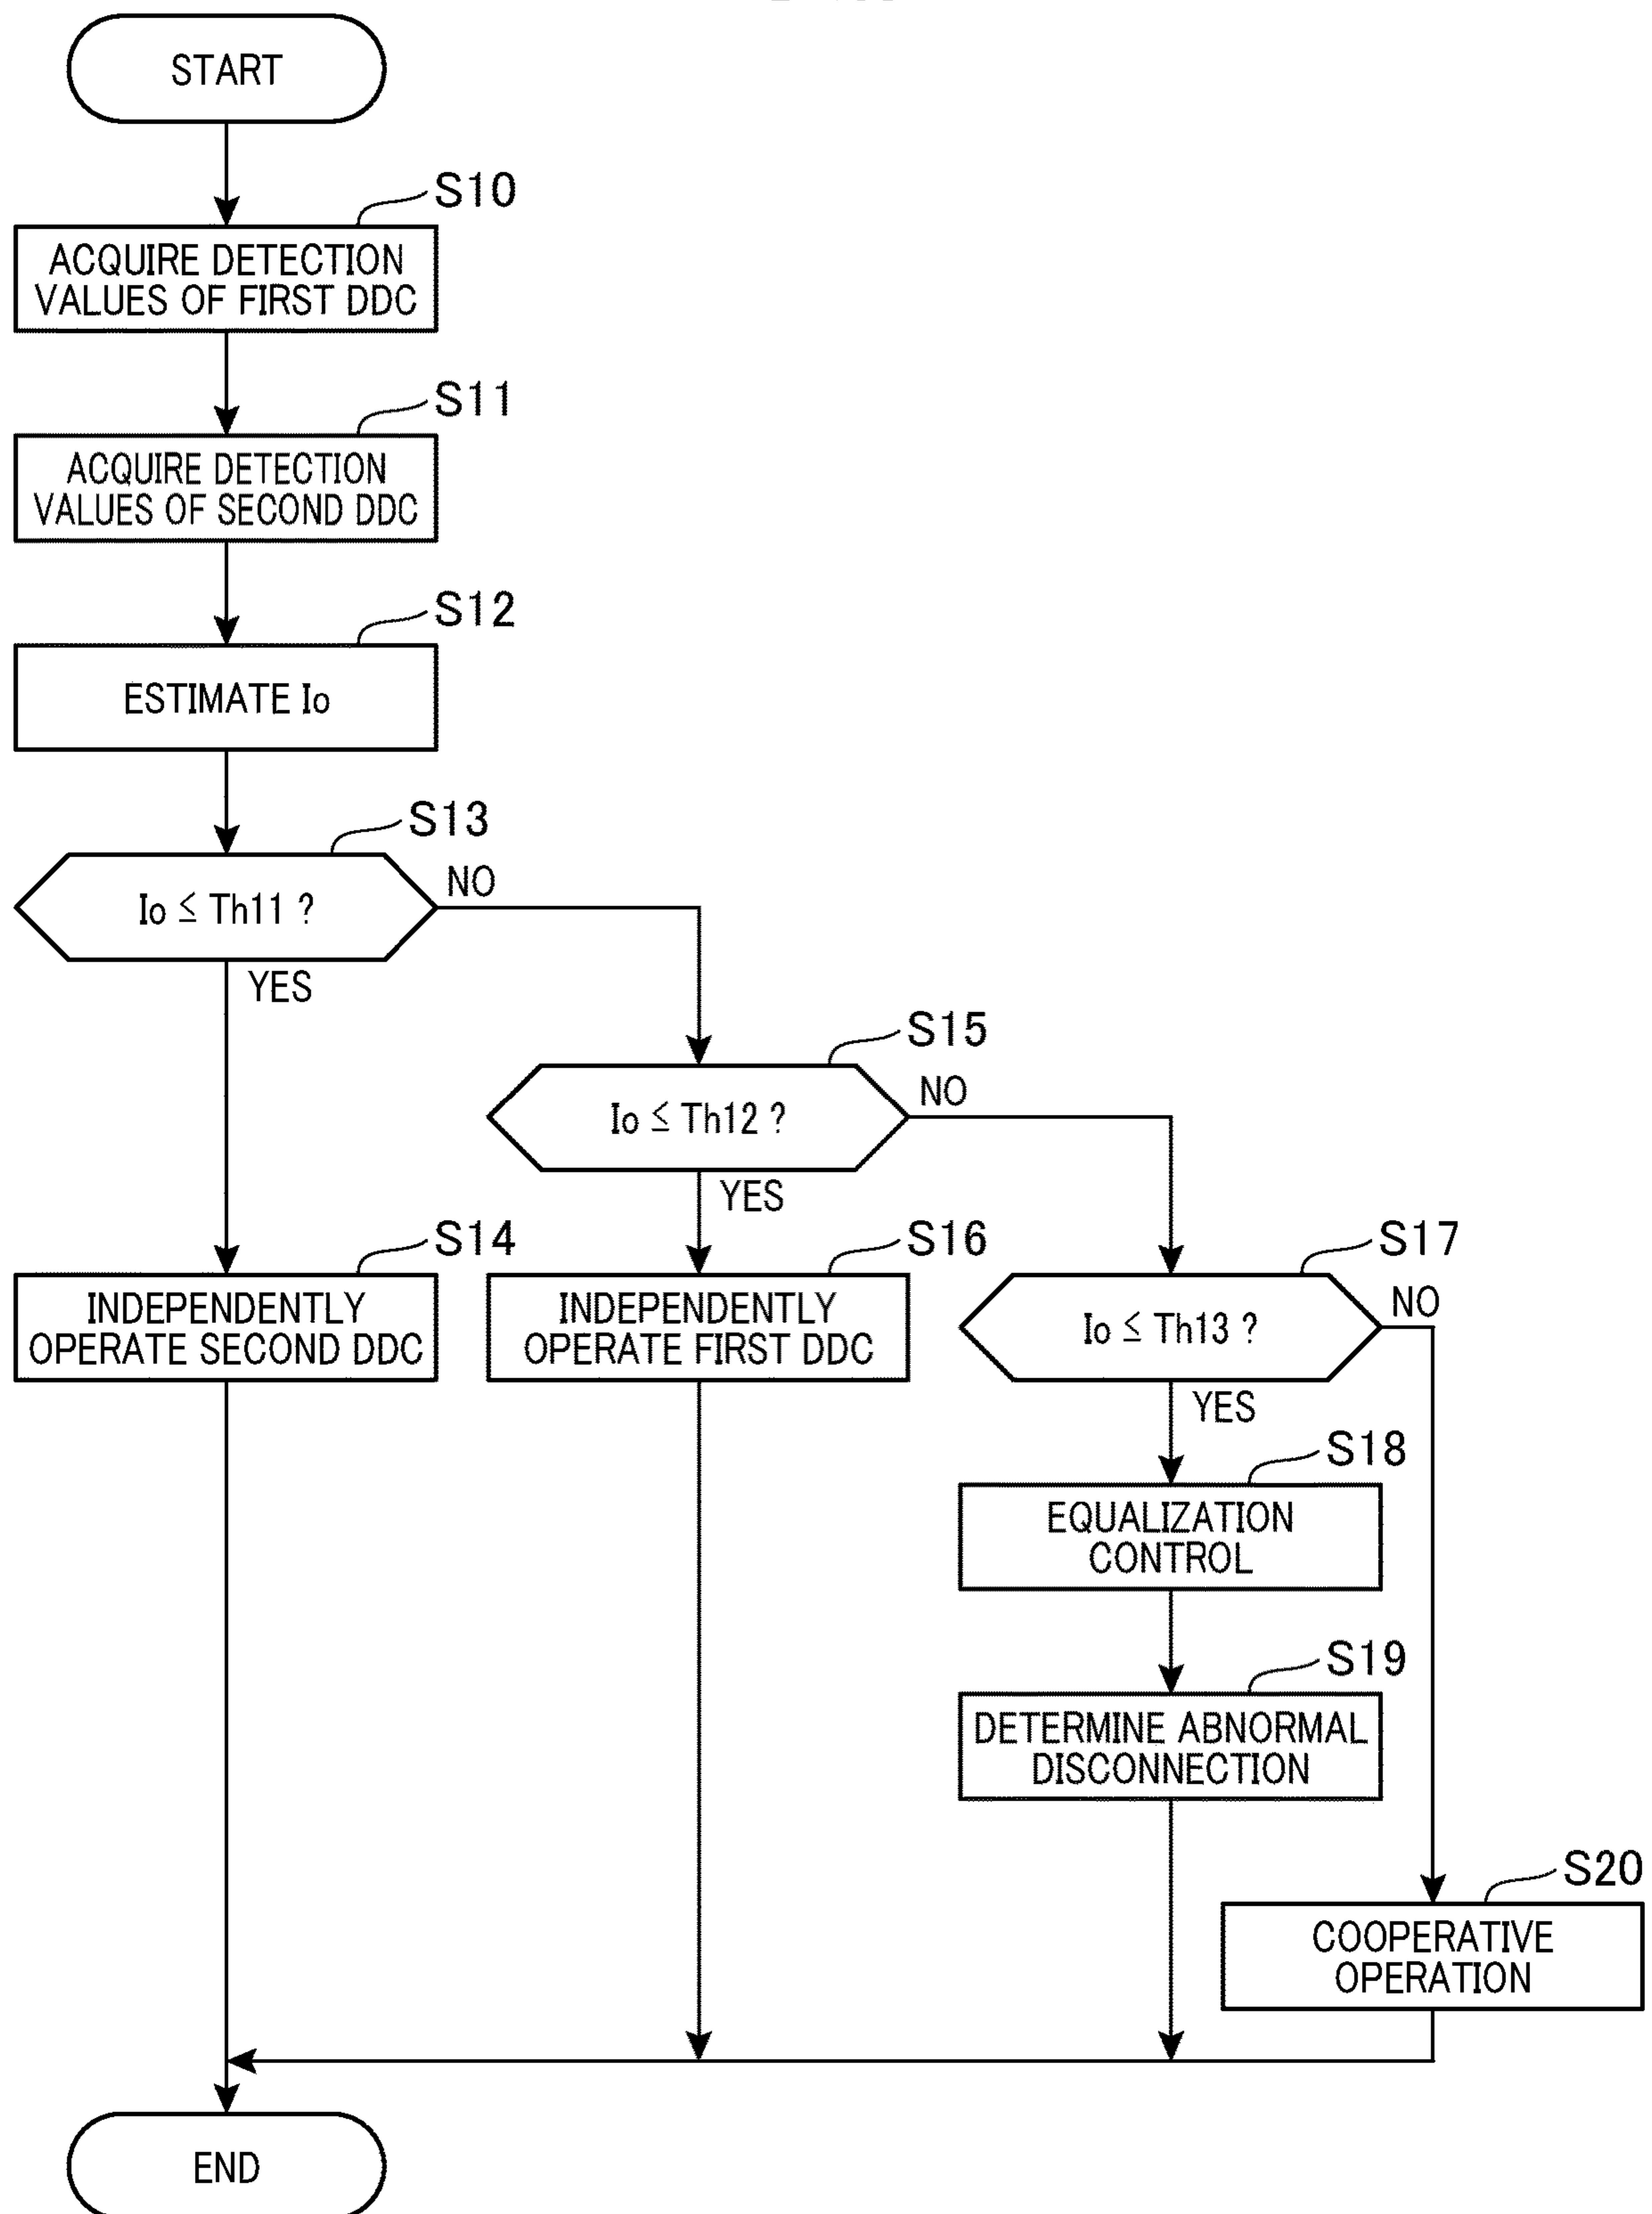 START
S10
ACQUIRE DETECTION
VALUES OF FIRST DDC
S11
ACQUIRE DETECTION
VALUES OF SECOND DDC
S12
ESTIMATE Io
S13
Io ≦ Th11 ?
NO
YES
S15
Io ≦ Th12 ?
NO
YES
S14
INDEPENDENTLY
OPERATE SECOND DDC
S16
INDEPENDENTLY
OPERATE FIRST DDC
S17
Io ≦ Th13 ?
NO
YES
S18
EQUALIZATION
CONTROL
S19
DETERMINE ABNORMAL
DISCONNECTION
S20
COOPERATIVE
OPERATION
END